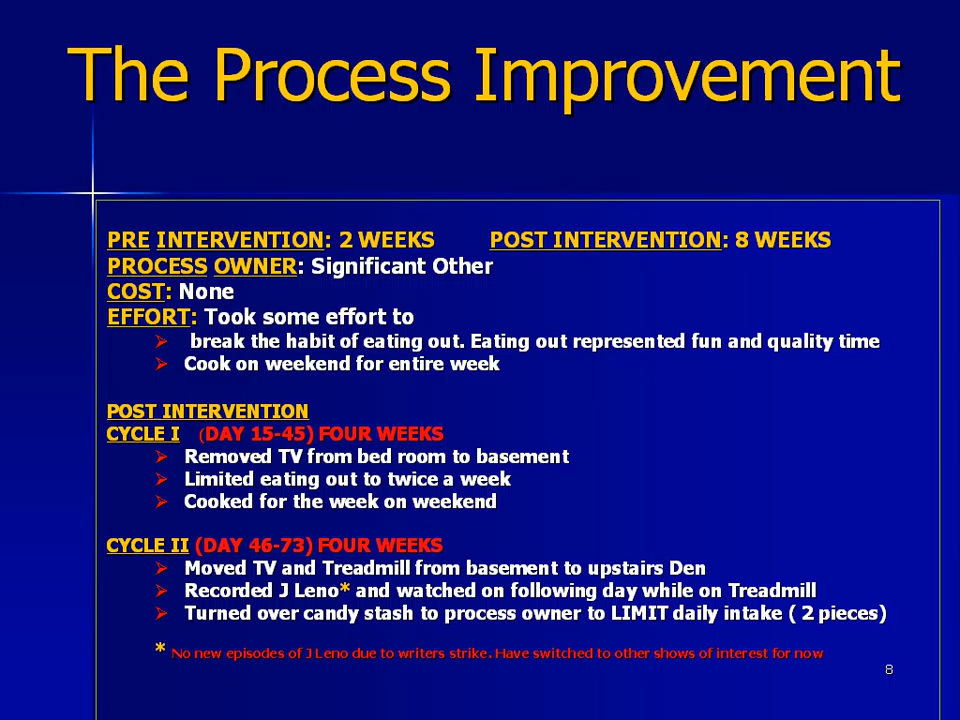 The Process Improvement
PRE INTERVENTION: 2 WEEKS POST INTERVENTION: 8 WEEKS
PROCESS OWNER: Significant Other
COST: None
EFFORT: Took some effort to
break the habit of eating out. Eating out represented fun and quality time
Cook on weekend for entire week
POST INTERVENTION
CYCLE I (DAY 15-45) FOUR WEEKS
Removed TV from bed room to basement
Limited eating out to twice a week
Cooked for the week on weekend
CYCLE II (DAY 46-73) FOUR WEEKS
Moved TV and Treadmill from basement to upstairs Den
Recorded J Leno* and watched on following day while on Treadmill
Turned over candy stash to process owner to LIMIT daily intake ( 2 pieces)
* No new episodes of J Leno due to writers strike. Have switched to other shows of interest for now
8